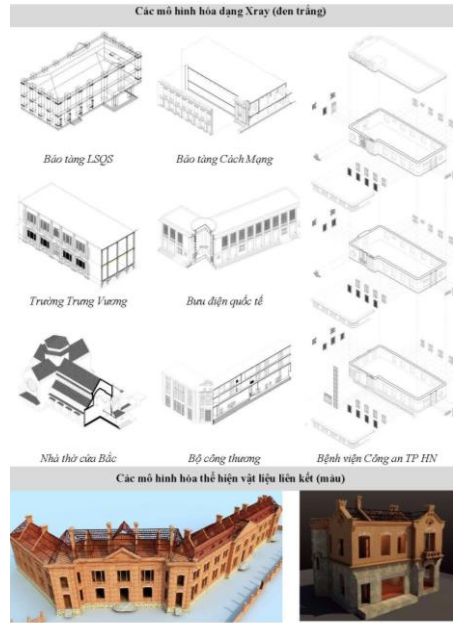 Các mô hình hóa dạng Xray (đen trắng)
Bảo tàng LSQS
Bảo tàng Cách Mạng
Trường Trưng Vương
Bưu điện quốc tế
Nhà thờ cửa Bắc
Bộ công thương
Bệnh viện Công an TP HN
Các mô hình hóa thể hiện vật liệu liên kết (màu)